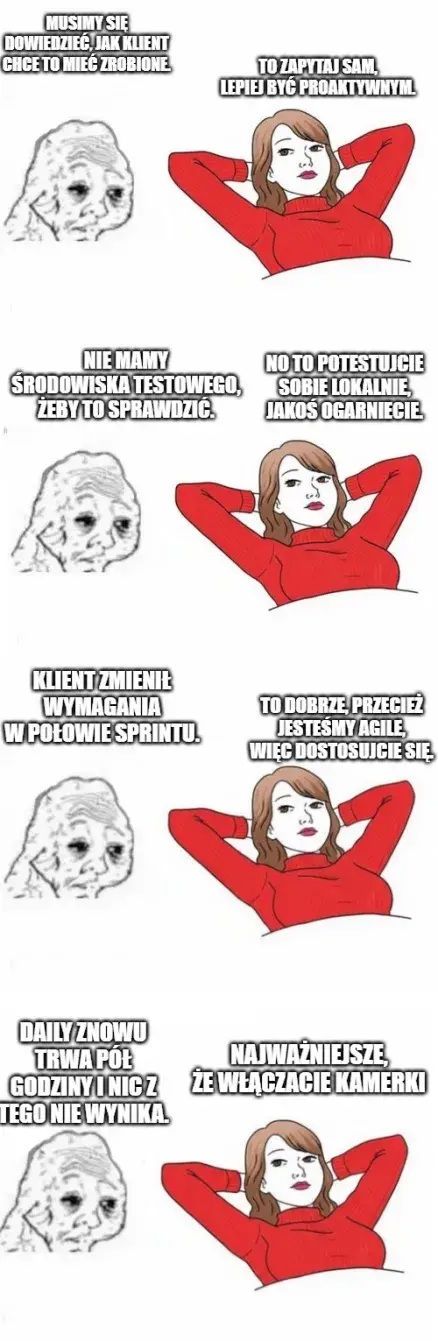 MUSIMY SIĘ
DOWIEDZIEĆ, JAK KLIENT
CHCE TO MIEĆ ZROBIONE.
TO ZAPYTAJ SAM,
LEPIEJ BYĆ PROAKTYWNYM.
NIE MAMY
ŚRODOWISKA TESTOWEGO,
ŻEBY TO SPRAWDZIĆ.
NO TO POTESTUJCIE
SOBIE LOKALNIE,
JAKOŚ OGARNIECIE.
KLIENT ZMIENIŁ
WYMAGANIA
W POŁOWIE SPRINTU.
TO DOBRZE, PRZECIEŻ
JESTEŚMY AGILE,
WIĘC DOSTOSUJCIE SIĘ.
DAILY ZNOWU
TRWA PÓŁ
GODZINY I NIC Z
TEGO NIE WYNIKA.
NAJWAŻNIEJSZE,
ŻE WŁĄCZACIE KAMERKI